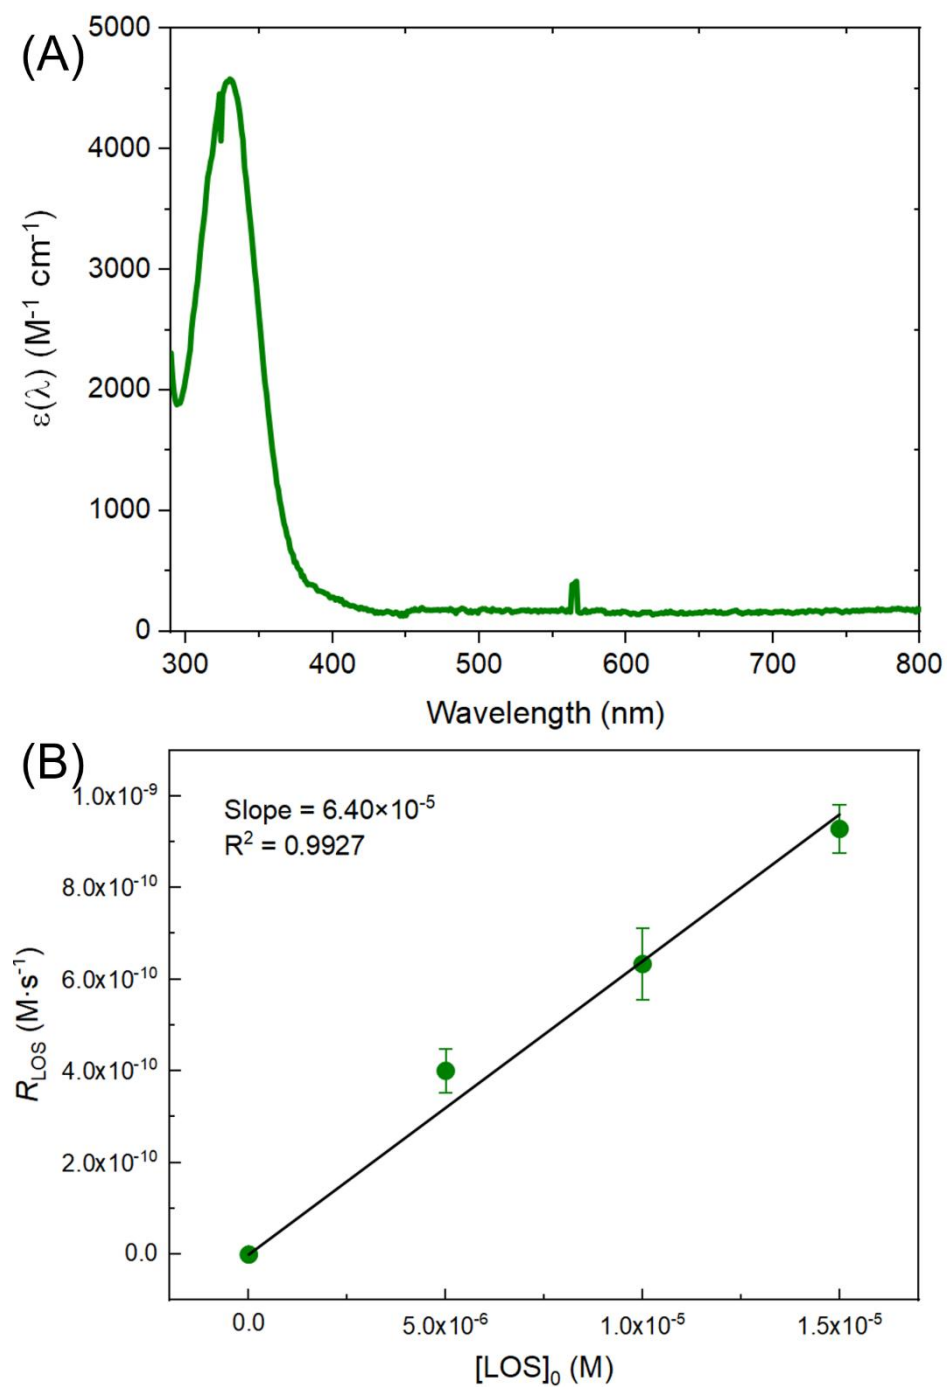 (A)
5000
4000
3000
2000
1000
0
ε(λ) (M⁻¹ cm⁻¹)
300 400 500 600 700 800
Wavelength (nm)
(B)
Slope = 6.40×10⁻⁵
R² = 0.9927
1.0x10⁻⁹
8.0x10⁻¹⁰
6.0x10⁻¹⁰
4.0x10⁻¹⁰
2.0x10⁻¹⁰
0.0
R_LOS (M·s⁻¹)
0.0 5.0x10⁻⁶ 1.0x10⁻⁵ 1.5x10⁻⁵
[LOS]₀ (M)